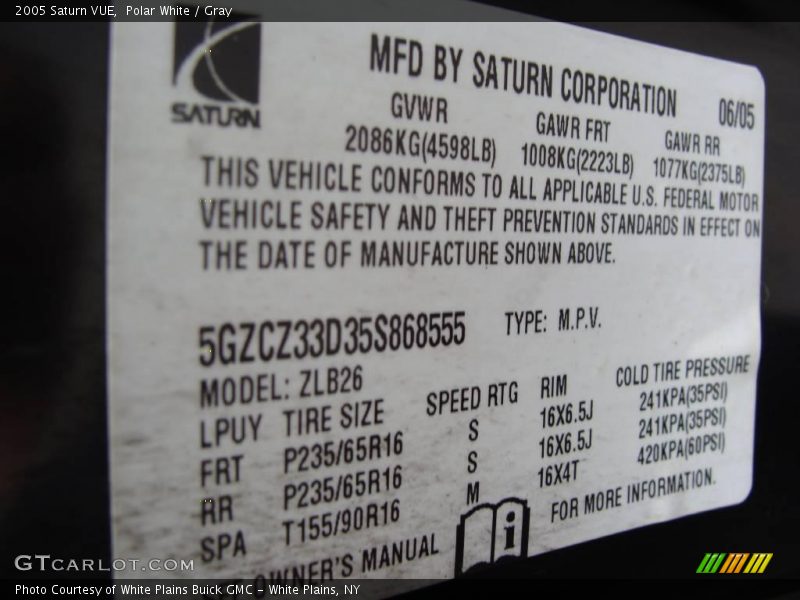 2005 Saturn VUE, Polar White / Gray
SATURN
MFD BY SATURN CORPORATION 06/05
GVWR GAWR FRT GAWR RR
2086KG(4598LB) 1008KG(2223LB) 1077KG(2375LB)
THIS VEHICLE CONFORMS TO ALL APPLICABLE U.S. FEDERAL MOTOR
VEHICLE SAFETY AND THEFT PREVENTION STANDARDS IN EFFECT ON
THE DATE OF MANUFACTURE SHOWN ABOVE.
5GZCZ33D35S868555 TYPE: M.P.V.
MODEL: ZLB26
LPUY TIRE SIZE SPEED RTG RIM COLD TIRE PRESSURE
FRT P235/65R16 S 16X6.5J 241KPA(35PSI)
RR P235/65R16 S 16X6.5J 241KPA(35PSI)
SPA T155/90R16 M 16X4T 420KPA(60PSI)
OWNER'S MANUAL i FOR MORE INFORMATION.
GTCARLOT.COM
Photo Courtesy of White Plains Buick GMC - White Plains, NY